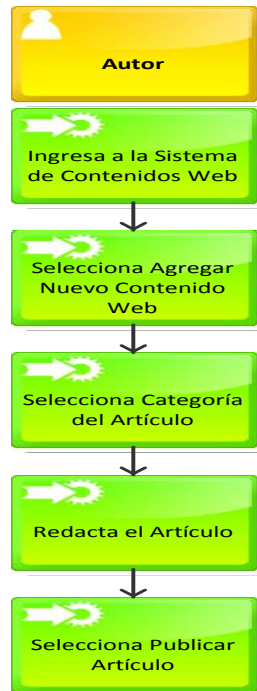 Autor
Ingresa a la Sistema
de Contenidos Web
Selecciona Agregar
Nuevo Contenido
Web
Selecciona Categoría
del Artículo
Redacta el Artículo
Selecciona Publicar
Artículo